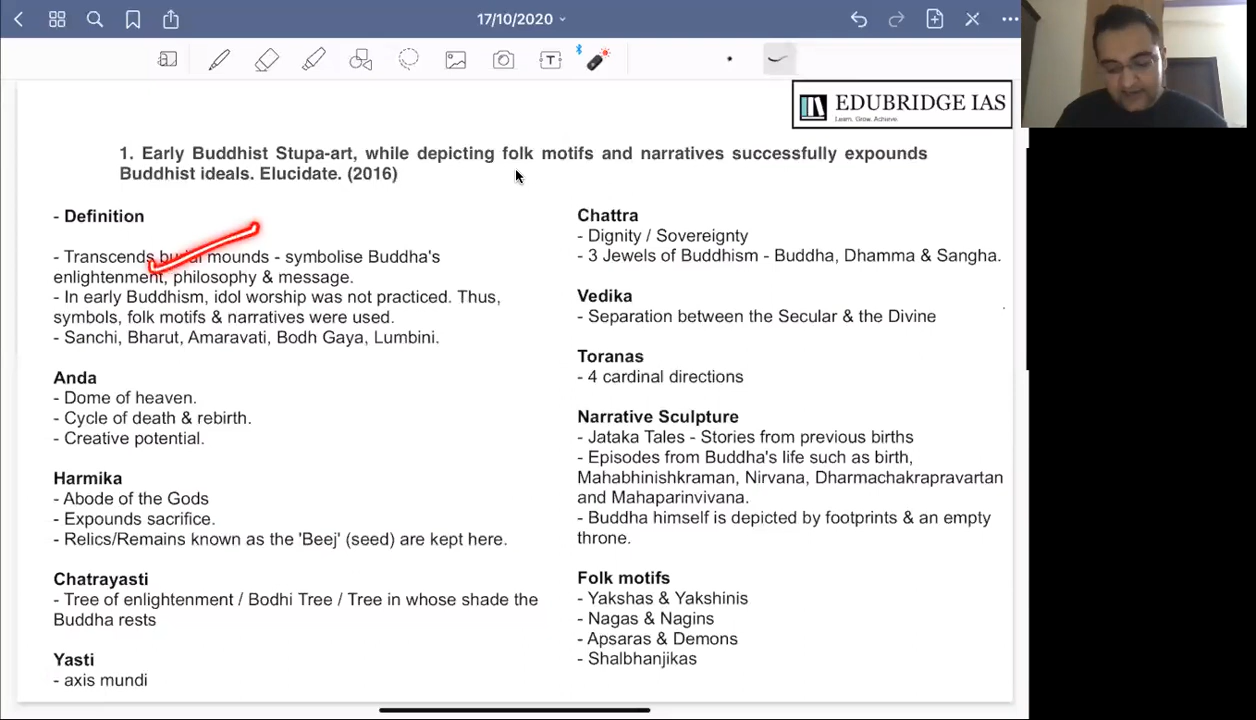 17/10/2020
EDUBRIDGE IAS
Learn. Grow. Achieve.
1. Early Buddhist Stupa-art, while depicting folk motifs and narratives successfully expounds
Buddhist ideals. Elucidate. (2016)
- Definition
- Transcends burial mounds - symbolise Buddha's
enlightenment, philosophy & message.
- In early Buddhism, idol worship was not practiced. Thus,
symbols, folk motifs & narratives were used.
- Sanchi, Bharut, Amaravati, Bodh Gaya, Lumbini.
Anda
- Dome of heaven.
- Cycle of death & rebirth.
- Creative potential.
Harmika
- Abode of the Gods
- Expounds sacrifice.
- Relics/Remains known as the 'Beej' (seed) are kept here.
Chatrayasti
- Tree of enlightenment / Bodhi Tree / Tree in whose shade the
Buddha rests
Yasti
- axis mundi
Chattra
- Dignity / Sovereignty
- 3 Jewels of Buddhism - Buddha, Dhamma & Sangha.
Vedika
- Separation between the Secular & the Divine
Toranas
- 4 cardinal directions
Narrative Sculpture
- Jataka Tales - Stories from previous births
- Episodes from Buddha's life such as birth,
Mahabhinishkraman, Nirvana, Dharmachakrapravartan
and Mahaparinvivana.
- Buddha himself is depicted by footprints & an empty
throne.
Folk motifs
- Yakshas & Yakshinis
- Nagas & Nagins
- Apsaras & Demons
- Shalbhanjikas